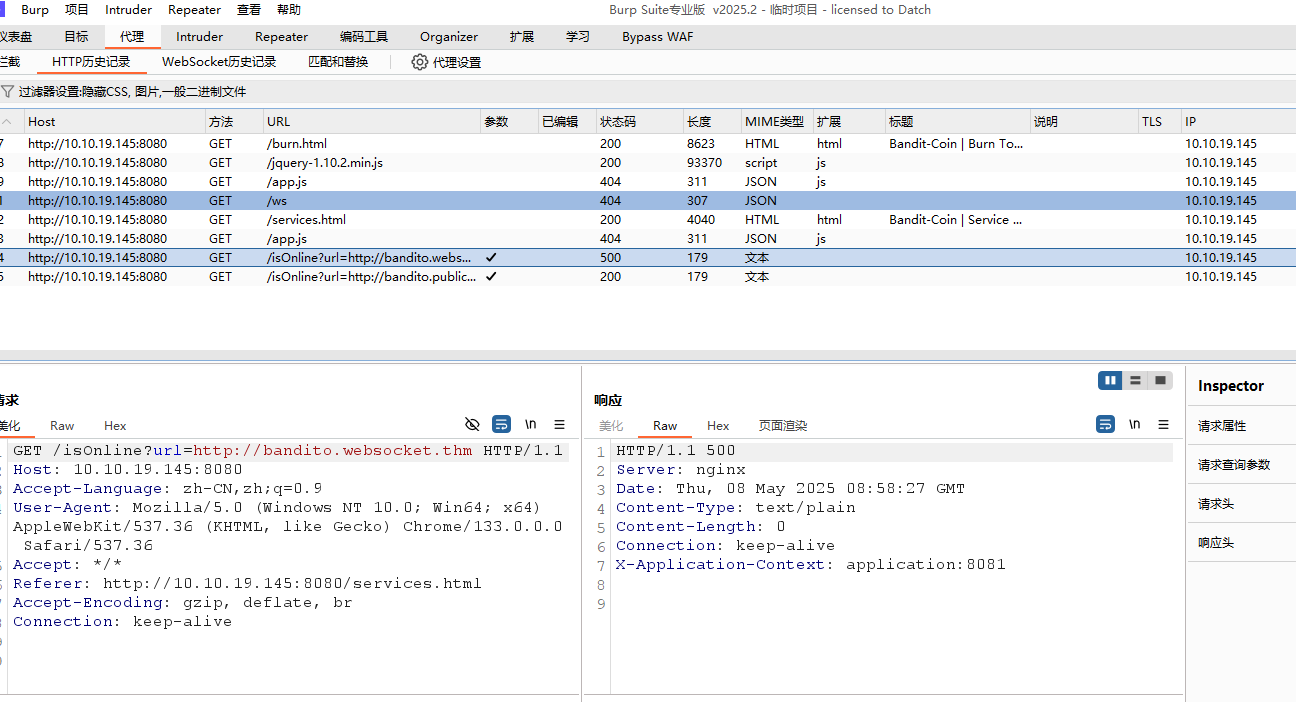 Burp 项目 Intruder Repeater 查看 帮助 Burp Suite专业版 v2025.2 - 临时项目 - licensed to Datch
仪表盘 目标 代理 Intruder Repeater 编码工具 Organizer 扩展 学习 Bypass WAF
拦截 HTTP历史记录 WebSocket历史记录 匹配和替换 代理设置
过滤器设置:隐藏CSS, 图片,一般二进制文件
Host 方法 URL 参数 已编辑 状态码 长度 MIME类型 扩展 标题 说明 TLS IP
7 http://10.10.19.145:8080 GET /burn.html 200 8623 HTML html Bandit-Coin | Burn To... 10.10.19.145
8 http://10.10.19.145:8080 GET /jquery-1.10.2.min.js 200 93370 script js 10.10.19.145
9 http://10.10.19.145:8080 GET /app.js 404 311 JSON js 10.10.19.145
1 http://10.10.19.145:8080 GET /ws 404 307 JSON 10.10.19.145
2 http://10.10.19.145:8080 GET /services.html 200 4040 HTML html Bandit-Coin | Service ... 10.10.19.145
3 http://10.10.19.145:8080 GET /app.js 404 311 JSON js 10.10.19.145
4 http://10.10.19.145:8080 GET /isOnline?url=http://bandito.webs... ✓ 500 179 文本 10.10.19.145
5 http://10.10.19.145:8080 GET /isOnline?url=http://bandito.public... ✓ 200 179 文本 10.10.19.145
请求
美化 Raw Hex \n
GET /isOnline?url=http://bandito.websocket.thm HTTP/1.1
Host: 10.10.19.145:8080
Accept-Language: zh-CN,zh;q=0.9
User-Agent: Mozilla/5.0 (Windows NT 10.0; Win64; x64)
AppleWebKit/537.36 (KHTML, like Gecko) Chrome/133.0.0.0
Safari/537.36
Accept: */*
Referer: http://10.10.19.145:8080/services.html
Accept-Encoding: gzip, deflate, br
Connection: keep-alive
响应
美化 Raw Hex 页面渲染 \n
1 HTTP/1.1 500
2 Server: nginx
3 Date: Thu, 08 May 2025 08:58:27 GMT
4 Content-Type: text/plain
5 Content-Length: 0
6 Connection: keep-alive
7 X-Application-Context: application:8081
8
9
Inspector
请求属性
请求查询参数
请求头
响应头